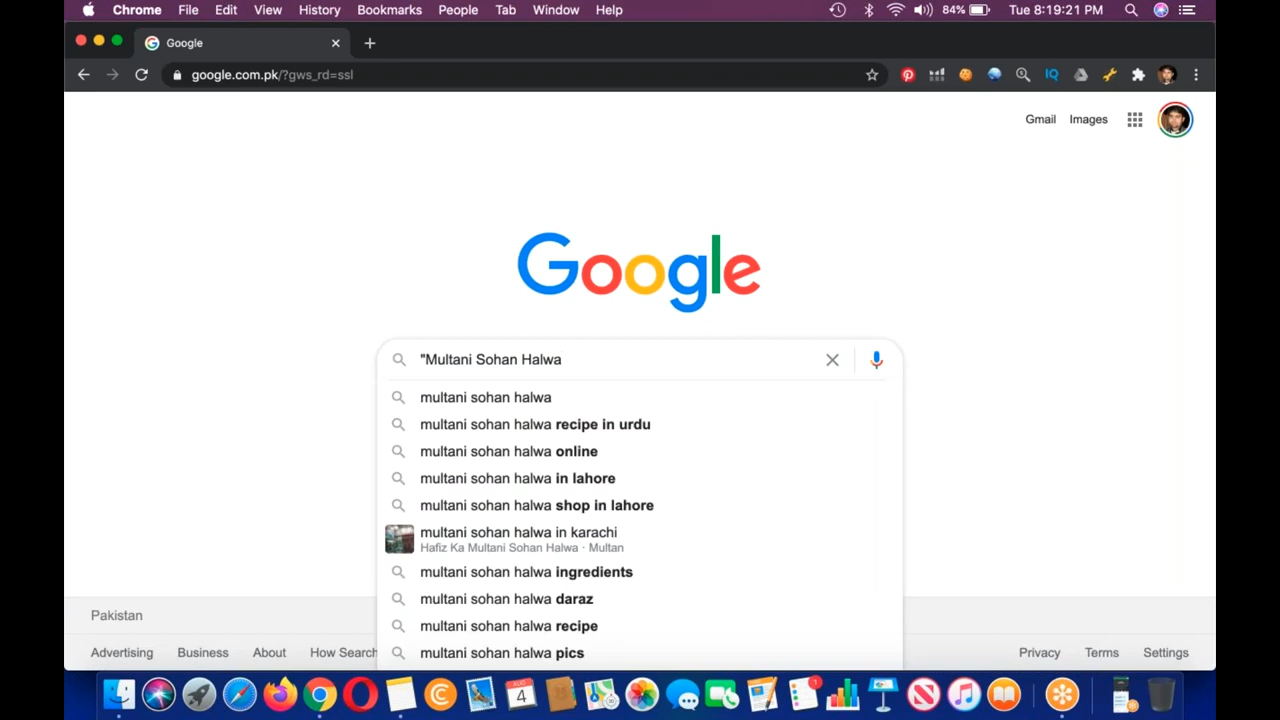 Chrome File Edit View History Bookmarks People Tab Window Help 84% Tue 8:19:21 PM
Google
google.com.pk/?gws_rd=ssl IQ
Gmail Images
Google
"Multani Sohan Halwa
multani sohan halwa
multani sohan halwa recipe in urdu
multani sohan halwa online
multani sohan halwa in lahore
multani sohan halwa shop in lahore
multani sohan halwa in karachi
Hafiz Ka Multani Sohan Halwa · Multan
multani sohan halwa ingredients
multani sohan halwa daraz
multani sohan halwa recipe
multani sohan halwa pics
Pakistan
Advertising Business About How Search Privacy Terms Settings
4 1